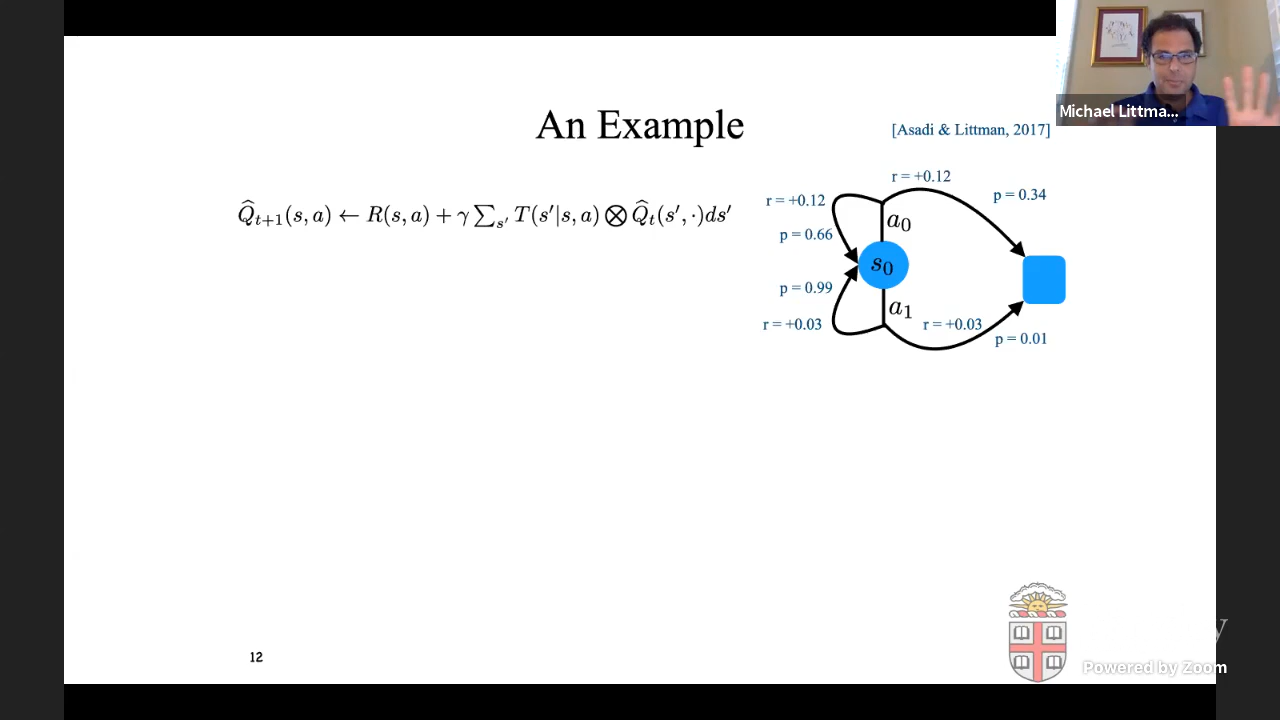 Michael Littma...
An Example
[Asadi & Littman, 2017]
r = +0.12
p = 0.34
r = +0.12
p = 0.66
a₀
Q̂ₜ₊₁(s, a) ← R(s, a) + γ ∑ₛ′ T(s′|s, a) ⨂ Q̂ₜ(s′, ·)ds′
s₀
p = 0.99
a₁
r = +0.03
r = +0.03
p = 0.01
12
y
Powered by Zoom